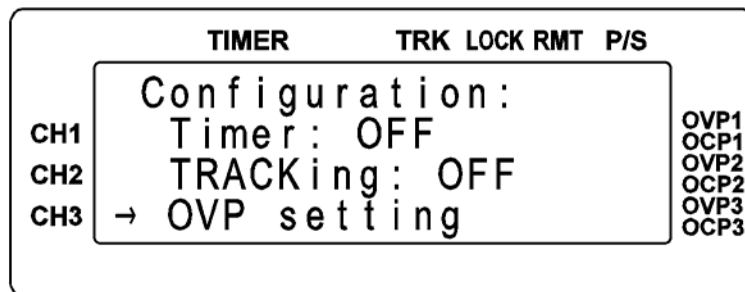 TIMER TRK LOCK RMT P/S
Configuration:
CH1 Timer: OFF OVP1
OCP1
CH2 TRACKing: OFF OVP2
OCP2
CH3 → OVP setting OVP3
OCP3